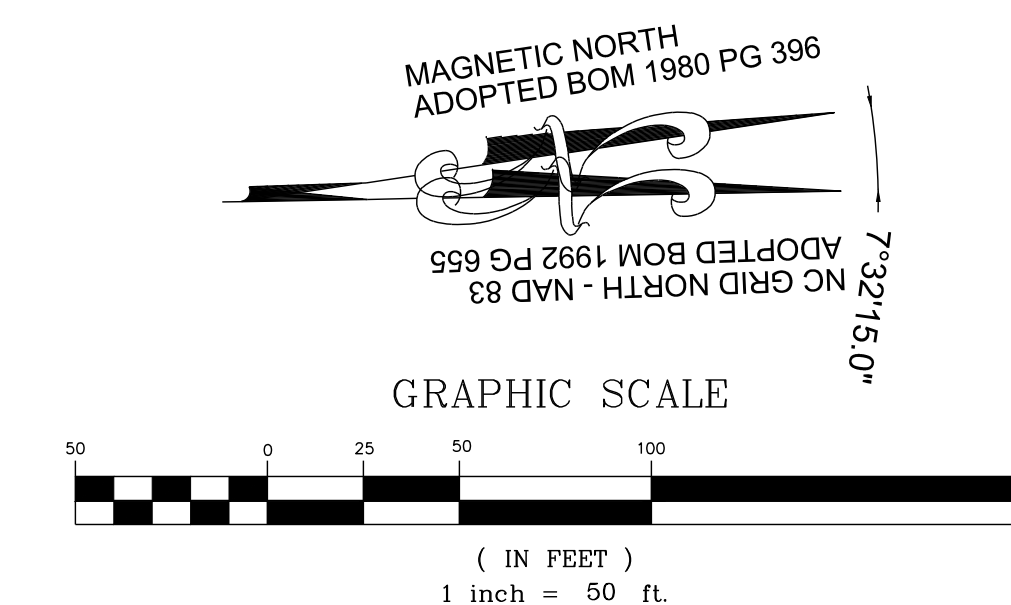 MAGNETIC NORTH
ADOPTED BOM 1980 PG 396
NC GRID NORTH - NAD 83
ADOPTED BOM 1992 PG 655
7°32'15.0"
GRAPHIC SCALE
50 0 25 50 100
( IN FEET )
1 inch = 50 ft.